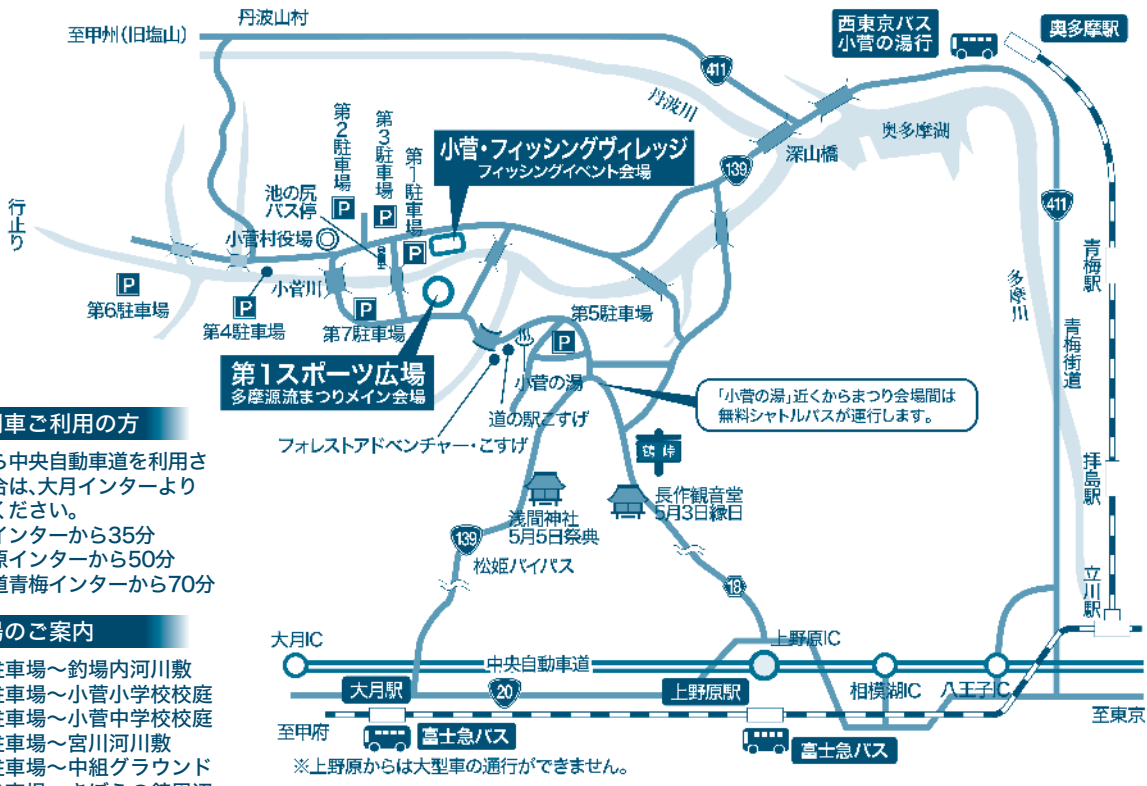 丹波山村
至甲州(旧塩山)
西東京バス
小菅の湯行
奥多摩駅
411
丹波川
奥多摩湖
深山橋
139
411
第2駐車場
第3駐車場
第1駐車場
P
P
P
小菅・フィッシングヴィレッジ
フィッシングイベント会場
池の尻
バス停
小菅村役場
行止り
青梅駅
多摩川
青梅街道
P
第6駐車場
P
第4駐車場
小菅川
P
第7駐車場
第5駐車場
P
第1スポーツ広場
多摩源流まつりメイン会場
小菅の湯
道の駅こすげ
フォレストアドベンチャー・こすげ
「小菅の湯」近くからまつり会場間は
無料シャトルバスが運行します。
鶴峠
車ご利用の方
ら中央自動車道を利用さ
合は、大月インターより
ください。
インターから35分
原インターから50分
道青梅インターから70分
拝島駅
長作観音堂
5月3日縁日
浅間神社
5月5日祭典
139
松姫バイパス
18
立川駅
場のご案内
駐車場〜釣場内河川敷
駐車場〜小菅小学校校庭
駐車場〜小菅中学校校庭
駐車場〜宮川河川敷
駐車場〜中組グラウンド
大月IC
中央自動車道
上野原IC
相模湖IC
八王子IC
大月駅
20
上野原駅
至東京
至甲府
富士急バス
富士急バス
※上野原からは大型車の通行ができません。